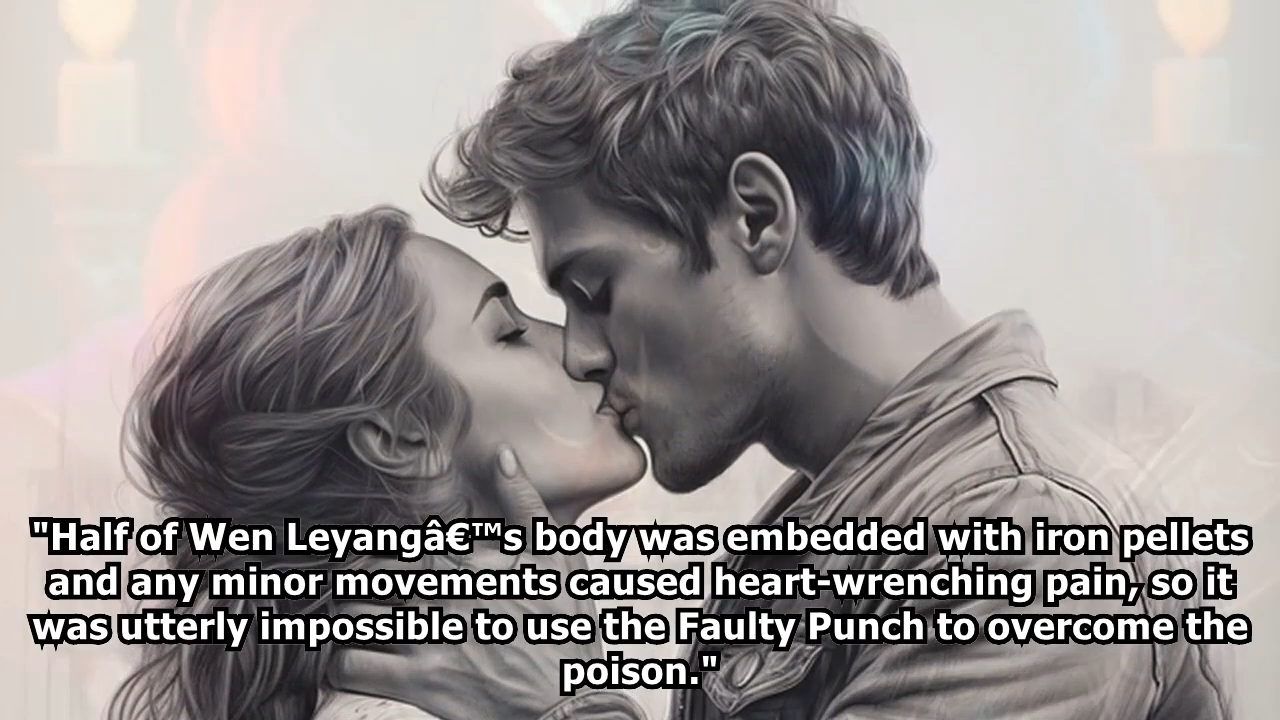 "Half of Wen Leyangâ€™s body was embedded with iron pellets
and any minor movements caused heart-wrenching pain, so it
was utterly impossible to use the Faulty Punch to overcome the
poison."